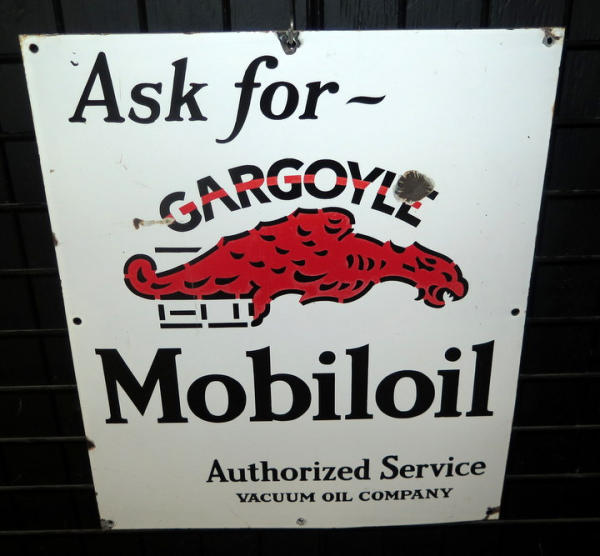 Ask for~
GARGOYLE
Mobiloil
Authorized Service
VACUUM OIL COMPANY